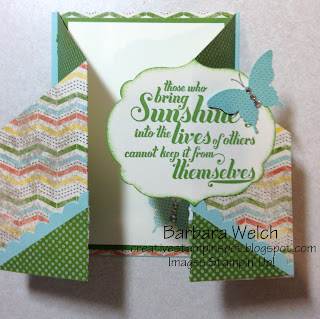 those who
bring
Sunshine
into the lives of others
cannot keep it from
themselves
Barbara Welch
creativestampinspot.blogspot.com
Images©Stampin'Up!